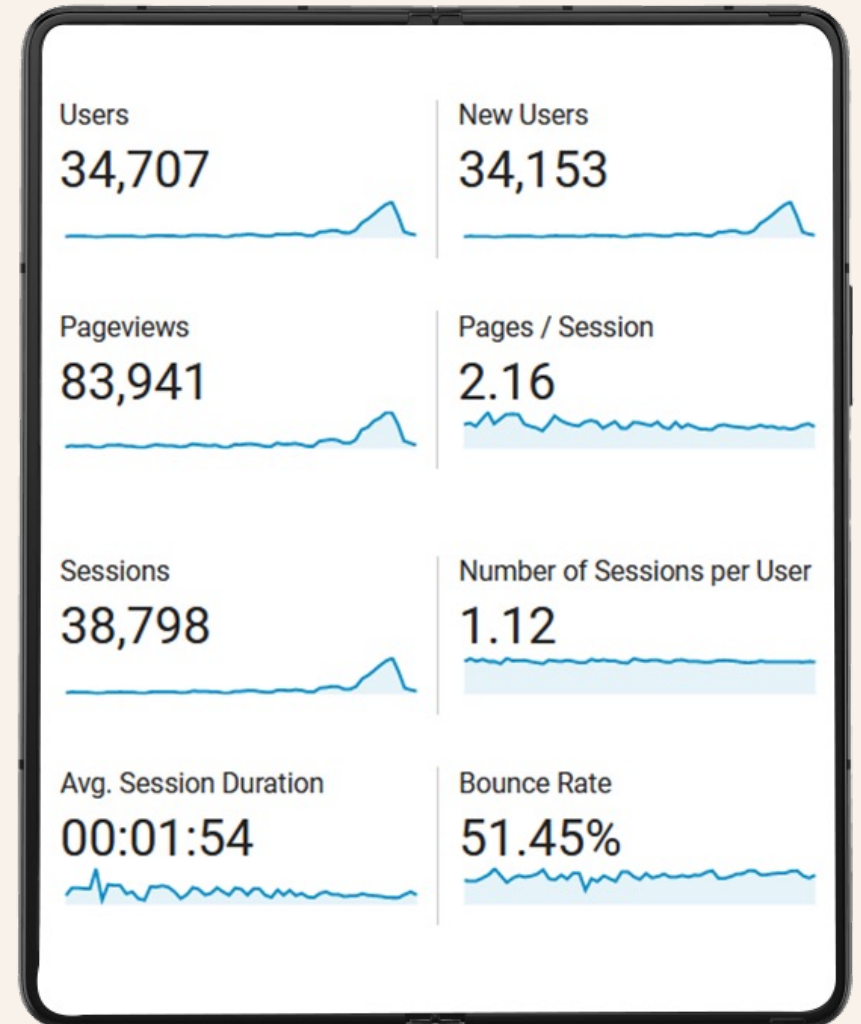 Users
34,707
New Users
34,153
Pageviews
83,941
Pages / Session
2.16
Sessions
38,798
Number of Sessions per User
1.12
Avg. Session Duration
00:01:54
Bounce Rate
51.45%